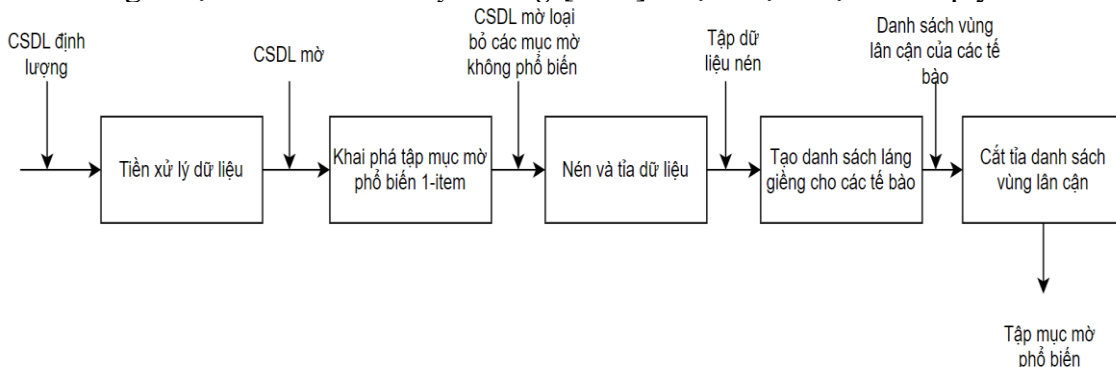 CSDL định
lượng
CSDL mờ
CSDL mờ loại
bỏ các mục mờ
không phổ biến
Tập dữ
liệu nén
Danh sách vùng
lân cận của các tế
bào
Tiền xử lý dữ liệu
Khai phá tập mục mờ
phổ biến 1-item
Nén và tỉa dữ liệu
Tạo danh sách láng
giềng cho các tế bào
Cắt tỉa danh sách
vùng lân cận
Tập mục mờ
phổ biến